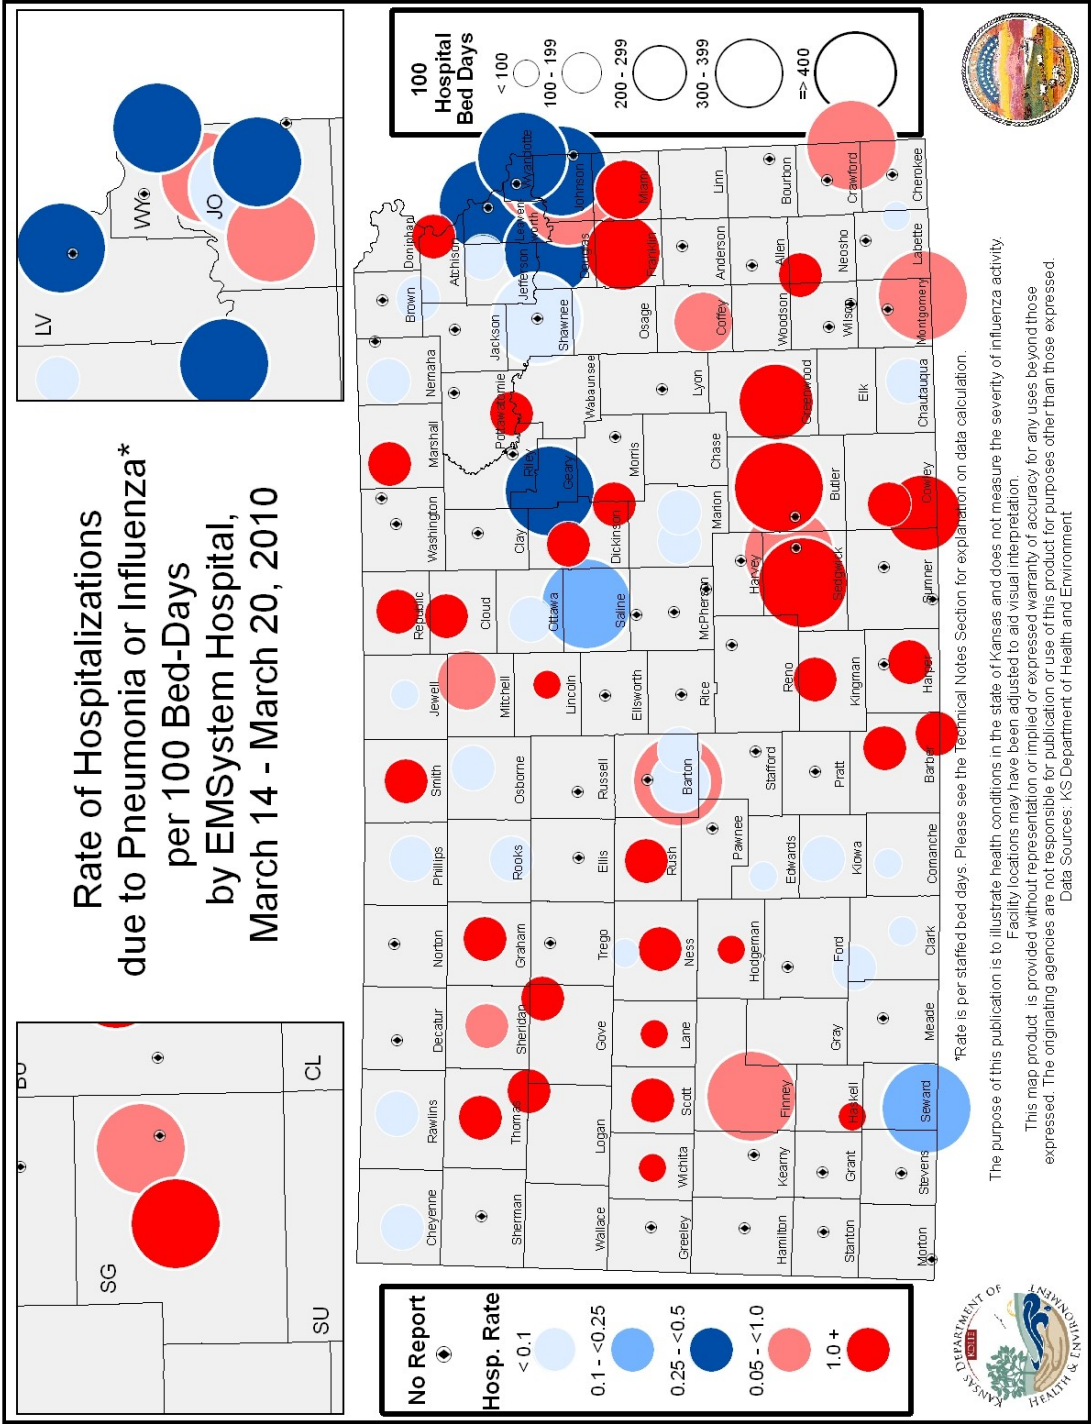 Rate of Hospitalizations
due to Pneumonia or Influenza*
per 100 Bed-Days
by EMSystem Hospital,
March 14 - March 20, 2010
SG
SU
CL
LV
WY
JO
No Report
Hosp. Rate
< 0.1
0.1 - <0.25
0.25 - <0.5
0.05 - <1.0
1.0 +
100
Hospital
Bed Days
< 100
100 - 199
200 - 299
300 - 399
=> 400
Cheyenne
Rawlins
Decatur
Norton
Phillips
Smith
Jewell
Republic
Washington
Marshall
Nemaha
Brown
Doniphan
Sherman
Thomas
Sheridan
Graham
Rooks
Osborne
Mitchell
Cloud
Clay
Riley
Pottawatomie
Jackson
Atchison
Jefferson
Leaven
worth
Wyandotte
Wallace
Logan
Gove
Trego
Ellis
Russell
Lincoln
Ottawa
Saline
Dickinson
Geary
Wabaunsee
Shawnee
Douglas
Johnson
Greeley
Wichita
Scott
Lane
Ness
Rush
Barton
Ellsworth
Rice
McPherson
Marion
Morris
Chase
Lyon
Osage
Franklin
Miami
Hamilton
Kearny
Finney
Hodgeman
Pawnee
Stafford
Reno
Harvey
Sedgwick
Butler
Greenwood
Coffey
Anderson
Linn
Stanton
Grant
Haskell
Gray
Ford
Edwards
Kiowa
Pratt
Kingman
Woodson
Allen
Bourbon
Morton
Stevens
Seward
Meade
Clark
Comanche
Barber
Harper
Sumner
Cowley
Elk
Chautauqua
Wilson
Montgomery
Neosho
Labette
Crawford
Cherokee
*Rate is per staffed bed days. Please see the Technical Notes Section for explanation on data calculation.
The purpose of this publication is to illustrate health conditions in the state of Kansas and does not measure the severity of influenza activity.
Facility locations may have been adjusted to aid visual interpretation.
This map product is provided without representation or implied or expressed warranty of accuracy for any uses beyond those
expressed. The originating agencies are not responsible for publication or use of this product for purposes other than those expressed.
Data Sources: KS Department of Health and Environment
KANSAS DEPARTMENT OF
HEALTH & ENVIRONMENT